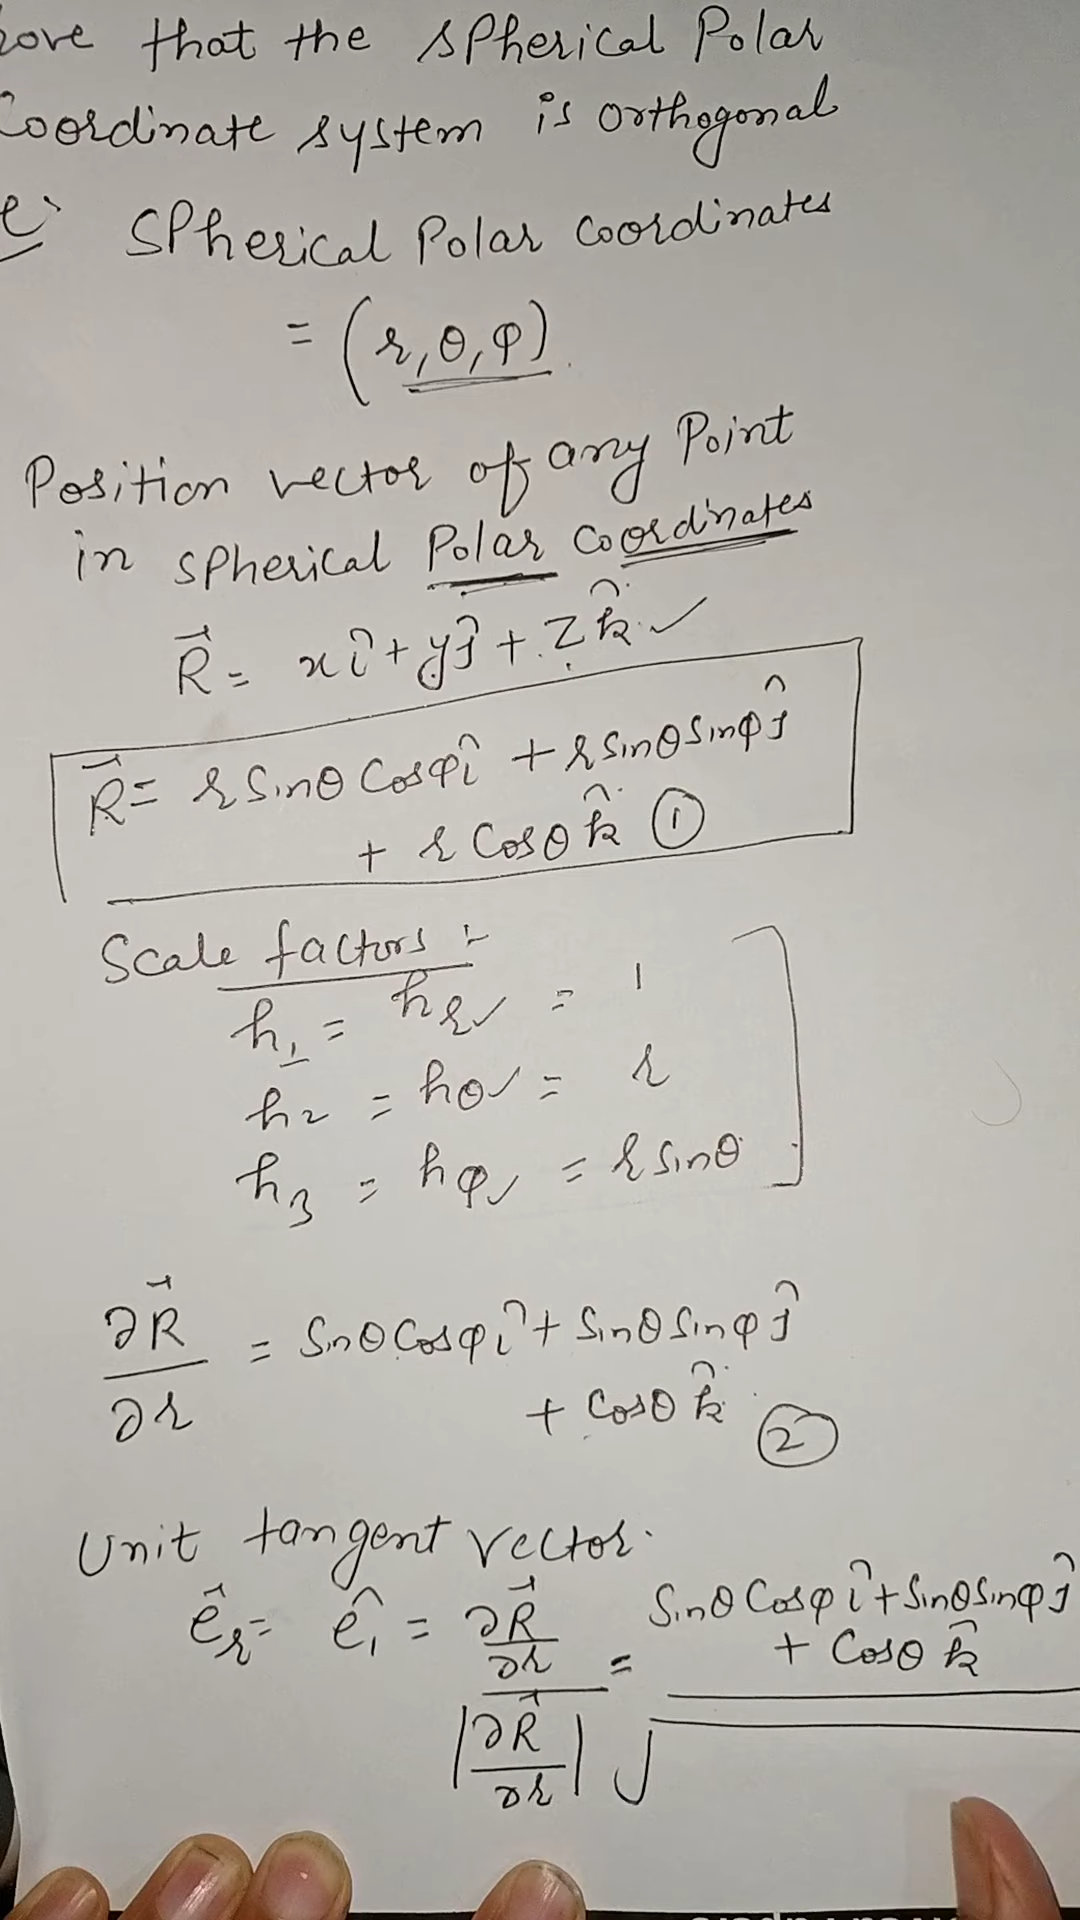 that the spherical Polar
Coordinate system is orthogonal
Spherical Polar Coordinates
= (r, θ, φ)
Position vector of any Point
in spherical Polar coordinates
R⃗ = xî + yĵ + zk̂ ✓
R⃗ = r Sinθ Cosφ î + r Sinθ Sinφ ĵ
+ r Cosθ k̂ ①
Scale factors :-
h₁ = hr ✓ = 1
h₂ = hθ ✓ = r
h₃ = hφ ✓ = r Sinθ
∂R⃗/∂r = Sinθ Cosφ î + Sinθ Sinφ ĵ
+ Cosθ k̂ ②
Unit tangent vector.
e⃗r = ê₁ = (∂R⃗/∂r)/|∂R⃗/∂r| = Sinθ Cosφ î + Sinθ Sinφ ĵ
+ Cosθ k̂ / √